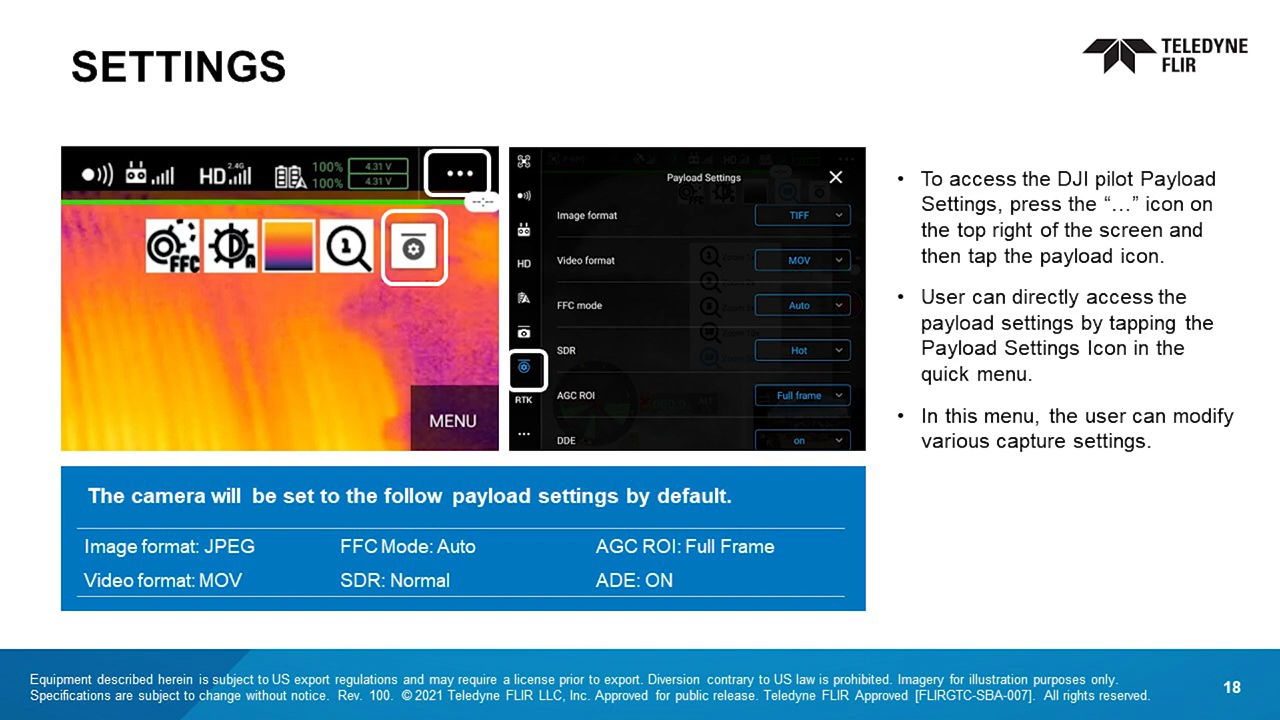 SETTINGS
TELEDYNE
FLIR
HD 2.4G 100% 4.31 V
100% 4.31 V
...
--:--
FFC A 1
MENU
Payload Settings
Image format TIFF
Video format MOV
HD
FFC mode Auto
SDR Hot
AGC ROI Full frame
RTK
DDE on
...
• To access the DJI pilot Payload
Settings, press the “…” icon on
the top right of the screen and
then tap the payload icon.
• User can directly access the
payload settings by tapping the
Payload Settings Icon in the
quick menu.
• In this menu, the user can modify
various capture settings.
The camera will be set to the follow payload settings by default.
Image format: JPEG FFC Mode: Auto AGC ROI: Full Frame
Video format: MOV SDR: Normal ADE: ON
Equipment described herein is subject to US export regulations and may require a license prior to export. Diversion contrary to US law is prohibited. Imagery for illustration purposes only.
Specifications are subject to change without notice. Rev. 100. ©2021 Teledyne FLIR LLC, Inc. Approved for public release. Teledyne FLIR Approved [FLIRGTC-SBA-007]. All rights reserved.
18